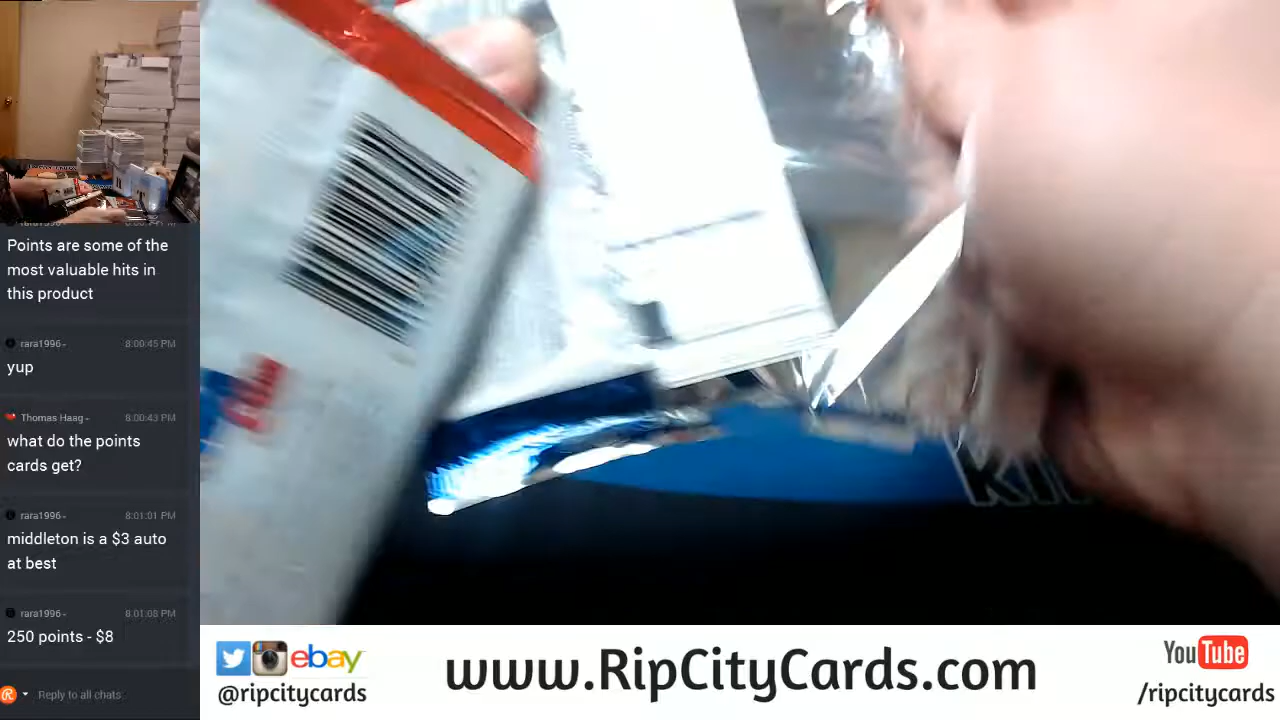 Points are some of the
most valuable hits in
this product
rara1996- 8:00:45 PM
yup
Thomas Haag- 8:00:43 PM
what do the points
cards get?
rara1996- 8:01:01 PM
middleton is a $3 auto
at best
rara1996- 8:01:08 PM
250 points - $8
Reply to all chats.
ebay
@ripcitycards
www.RipCityCards.com
YouTube
/ripcitycards